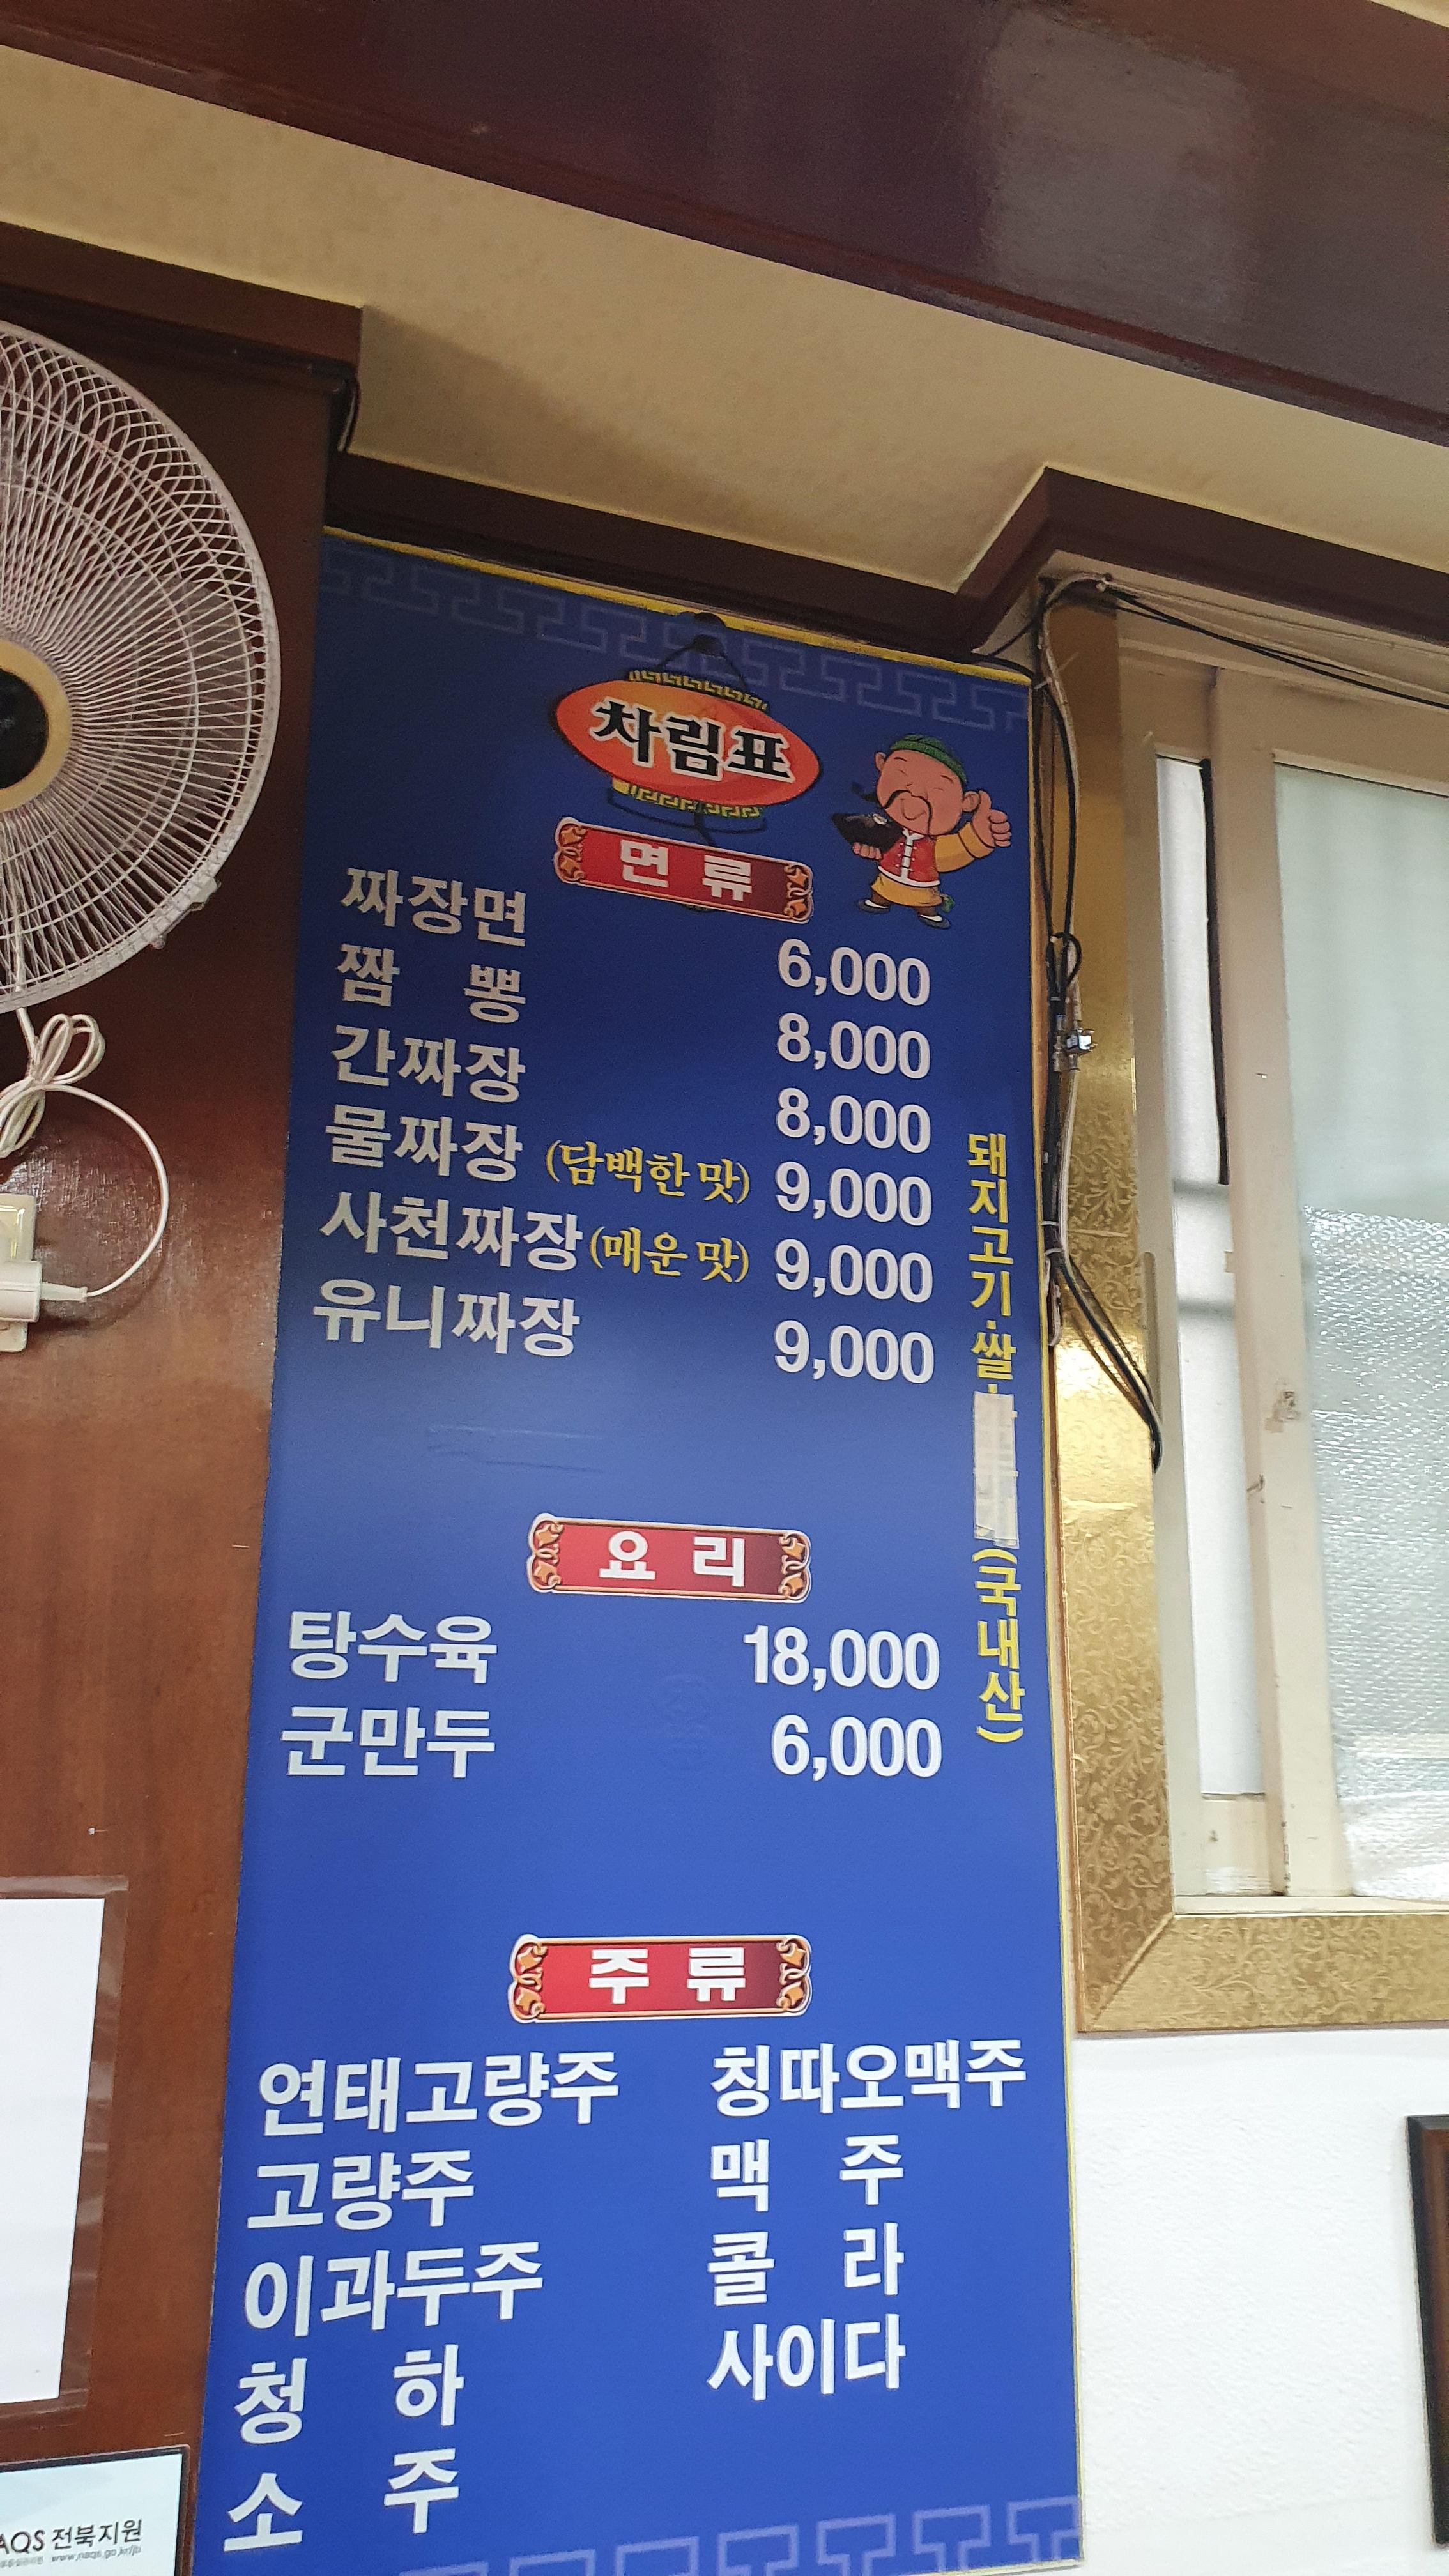 차림표
면 류
짜장면 6,000
짬 뽕 8,000
간짜장 8,000
물짜장 (담백한 맛) 9,000
사천짜장 (매운 맛) 9,000
유니짜장 9,000
돼지고기·쌀· (국내산)
요 리
탕수육 18,000
군만두 6,000
주 류
연태고량주 칭따오맥주
고량주 맥 주
이과두주 콜 라
청 하 사이다
소 주
AQS 전북지원
www.naqs.go.kr/jb